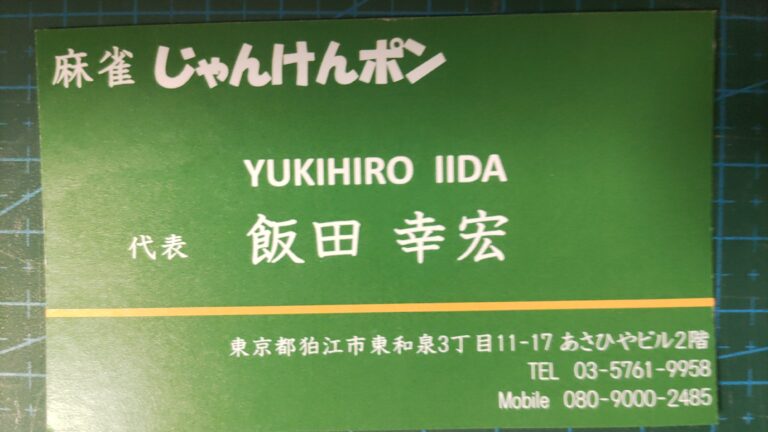 麻雀 じゃんけんポン
YUKIHIRO IIDA
代表 飯田 幸宏
東京都狛江市東和泉3丁目11-17 あさひやビル2階
TEL 03-5761-9958
Mobile 080-9000-2485